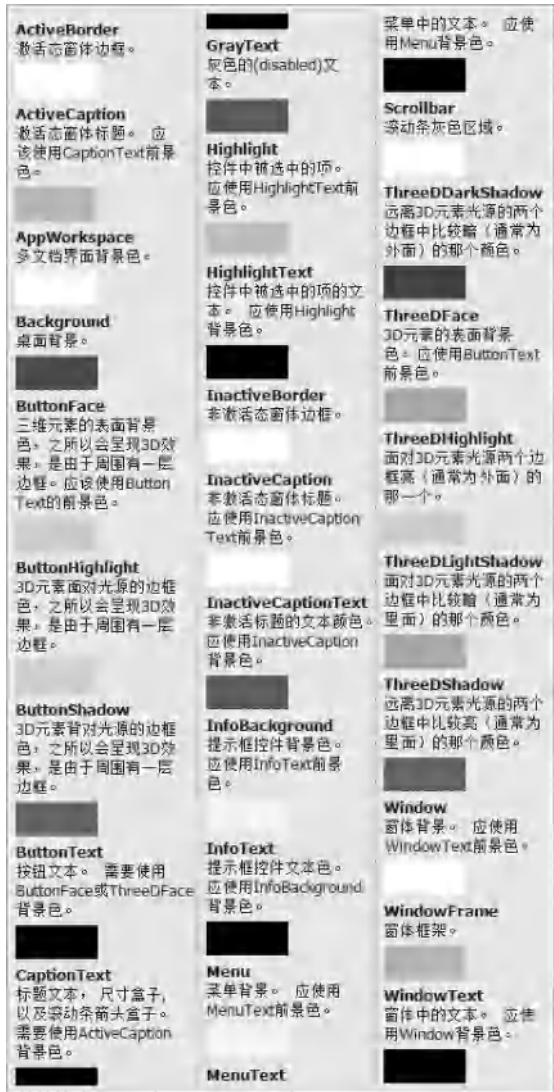 ActiveBorder
激活态窗体边框。
ActiveCaption
激活态窗体标题。 应
该使用CaptionText前景
色。
AppWorkspace
多文档界面背景色。
Background
桌面背景。
ButtonFace
三维元素的表面背景
色，之所以会呈现3D效
果，是由于周围有一层
边框。应该使用Button
Text的前景色。
ButtonHighlight
3D元素面对光源的边框
色，之所以会呈现3D效
果，是由于周围有一层
边框。
ButtonShadow
3D元素背对光源的边框
色，之所以会呈现3D效
果，是由于周围有一层
边框。
ButtonText
按钮文本。 需要使用
ButtonFace或ThreeDFace
背景色。
CaptionText
标题文本，尺寸盒子,
以及滚动条箭头盒子。
需要使用ActiveCaption
背景色。
GrayText
灰色的(disabled)文
本。
Highlight
控件中被选中的项。
应使用HighlightText前
景色。
HighlightText
控件中被选中的项的文
本。 应使用Highlight
背景色。
InactiveBorder
非激活态窗体边框。
InactiveCaption
非激活态窗体标题。
应使用InactiveCaption
Text前景色。
InactiveCaptionText
非激活标题的文本颜色。
应使用InactiveCaption
背景色。
InfoBackground
提示框控件背景色。
应使用InfoText前景
色。
InfoText
提示框控件文本色。
应使用InfoBackground
背景色。
Menu
菜单背景。 应使用
MenuText前景色。
MenuText
菜单中的文本。 应使
用Menu背景色。
Scrollbar
滚动条灰色区域。
ThreeDDarkShadow
远离3D元素光源的两个
边框中比较暗（通常为
外面）的那个颜色。
ThreeDFace
3D元素的表面背景
色。应使用ButtonText
前景色。
ThreeDHighlight
面对3D元素光源两个边
框亮（通常为外面）的
那一个。
ThreeDLightShadow
面对3D元素光源的两个
边框中比较暗（通常为
里面）的那个颜色。
ThreeDShadow
远离3D元素光源的两个
边框中比较亮（通常为
里面）的那个颜色。
Window
窗体背景。 应使用
WindowText前景色。
WindowFrame
窗体框架。
WindowText
窗体中的文本。 应使
用Window背景色。